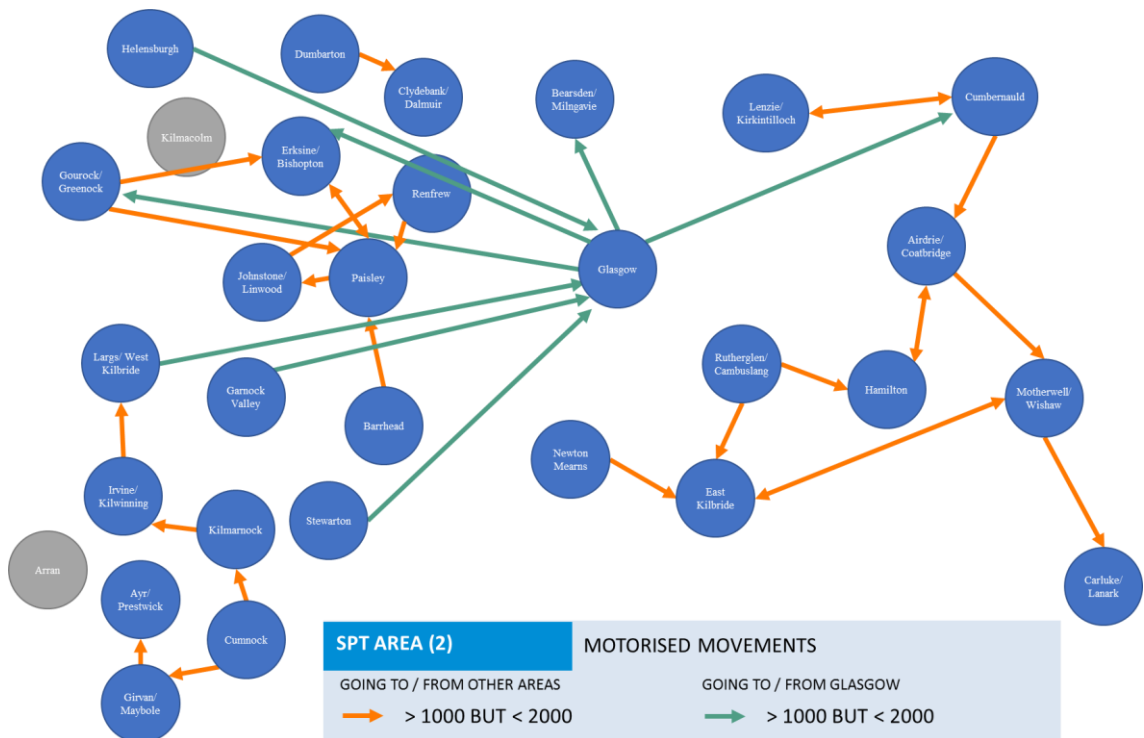 Helensburgh
Dumbarton
Clydebank/
Dalmuir
Bearsden/
Milngavie
Lenzie/
Kirkintilloch
Cumbernauld
Kilmacolm
Erksine/
Bishopton
Gourock/
Greenock
Renfrew
Airdrie/
Coatbridge
Johnstone/
Linwood
Paisley
Glasgow
Largs/ West
Kilbride
Garnock
Valley
Barrhead
Rutherglen/
Cambuslang
Hamilton
Motherwell/
Wishaw
Newton
Mearns
East
Kilbride
Irvine/
Kilwinning
Kilmarnock
Stewarton
Arran
Ayr/
Prestwick
Cumnock
Carluke/
Lanark
Girvan/
Maybole
SPT AREA (2)
MOTORISED MOVEMENTS
GOING TO / FROM OTHER AREAS
GOING TO / FROM GLASGOW
> 1000 BUT < 2000
> 1000 BUT < 2000